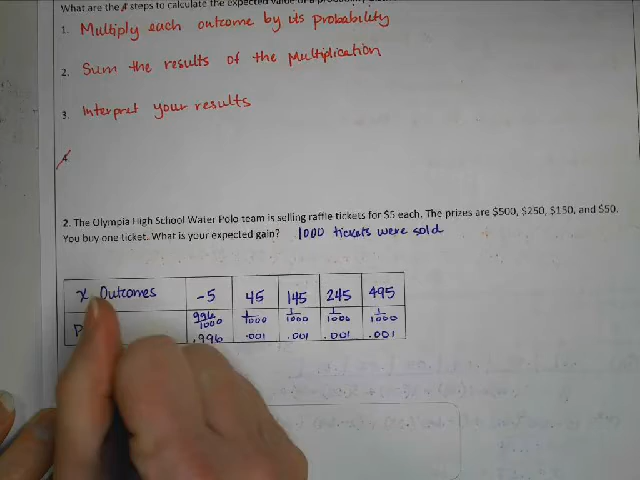 What are the 4 steps to calculate the expected value of a
1. Multiply each outcome by its probability
2. Sum the results of the multiplication
3. Interpret your results
4.
2. The Olympia High School Water Polo team is selling raffle tickets for $5 each. The prizes are $500, $250, $150, and $50.
You buy one ticket. What is your expected gain? 1000 tickets were sold
x Outcomes -5 45 145 245 495
P 996/1000 1/1000 1/1000 1/1000 1/1000
.996 .001 .001 .001 .001